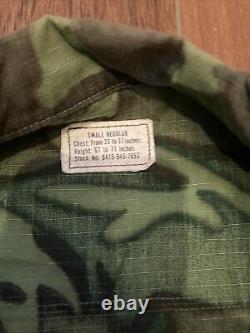 SMALL REGULAR
Chest: From 33 to 37 inches.
Height: 67 to 71 inches
Stock No. 8415-945-7652